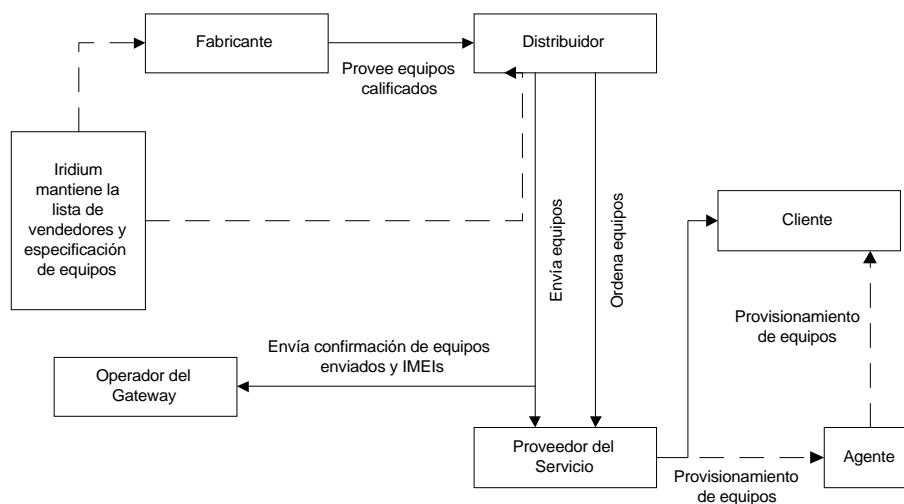 Fabricante
Distribuidor
Provee equipos
calificados
Iridium
mantiene la
lista de
vendedores y
especificación
de equipos
Cliente
Envía equipos
Ordena equipos
Provisionamiento
de equipos
Envía confirmación de equipos
enviados y IMEIs
Operador del
Gateway
Proveedor del
Servicio
Agente
Provisionamiento
de equipos